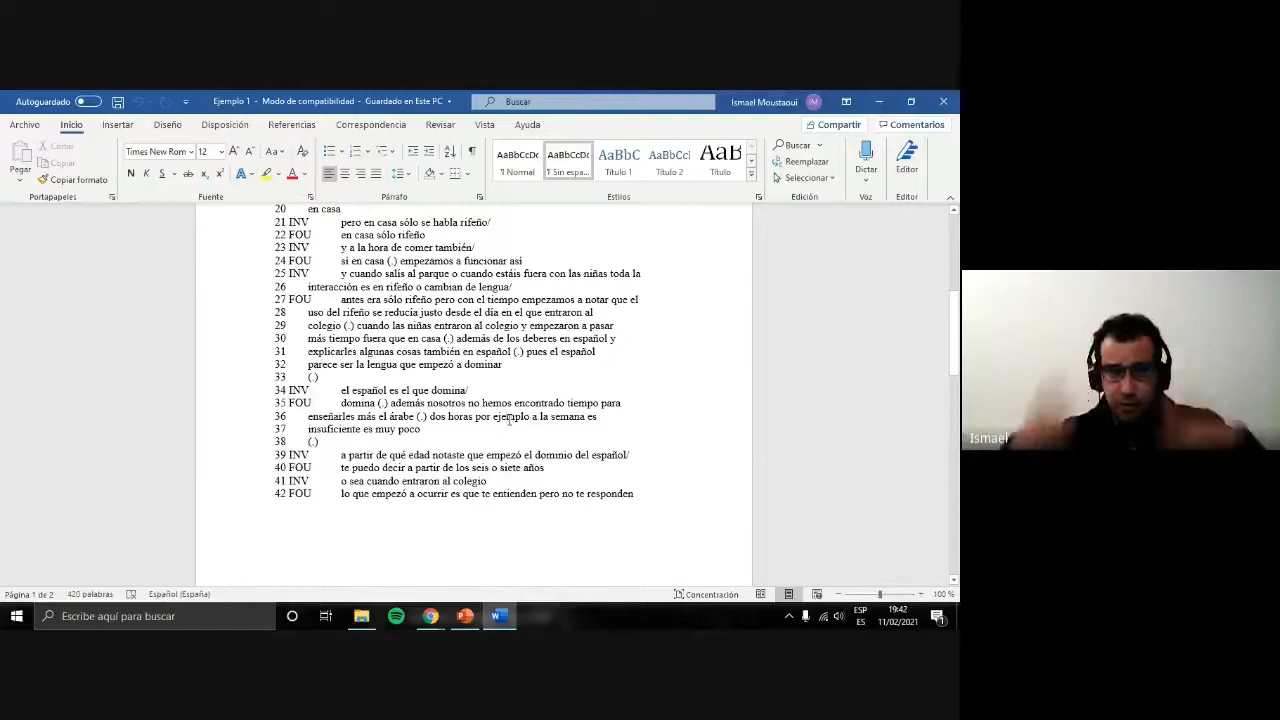 Autoguardado
Ejemplo 1 - Modo de compatibilidad - Guardado en Este PC
Buscar
Ismael Moustaoui
IM
Archivo Inicio Insertar Diseño Disposición Referencias Correspondencia Revisar Vista Ayuda
Compartir
Comentarios
Pegar
Cortar
Copiar
Copiar formato
Portapapeles
Times New Rom
12
Fuente
Párrafo
AaBbCcDc
¶ Normal
AaBbCcDc
¶ Sin espa...
AaBbC
Título 1
AaBbCcl
Título 2
AaB
Título
Estilos
Buscar
Reemplazar
Seleccionar
Edición
Dictar
Voz
Editor
Editor
20 en casa
21 INV pero en casa sólo se habla rifeño/
22 FOU en casa sólo rifeño
23 INV y a la hora de comer también/
24 FOU sí en casa (.) empezamos a funcionar así
25 INV y cuando salís al parque o cuando estáis fuera con las niñas toda la
26 interacción es en rifeño o cambian de lengua/
27 FOU antes era sólo rifeño pero con el tiempo empezamos a notar que el
28 uso del rifeño se reducía justo desde el día en el que entraron al
29 colegio (.) cuando las niñas entraron al colegio y empezaron a pasar
30 más tiempo fuera que en casa (.) además de los deberes en español y
31 explicarles algunas cosas también en español (.) pues el español
32 parece ser la lengua que empezó a dominar
33 (.)
34 INV el español es el que domina/
35 FOU domina (.) además nosotros no hemos encontrado tiempo para
36 enseñarles más el árabe (.) dos horas por ejemplo a la semana es
37 insuficiente es muy poco
38 (.)
39 INV a partir de qué edad notaste que empezó el dominio del español/
40 FOU te puedo decir a partir de los seis o siete años
41 INV o sea cuando entraron al colegio
42 FOU lo que empezó a ocurrir es que te entienden pero no te responden
Ismael
Página 1 de 2
420 palabras
Español (España)
Concentración
100 %
Escribe aquí para buscar
ESP
ES
19:42
11/02/2021